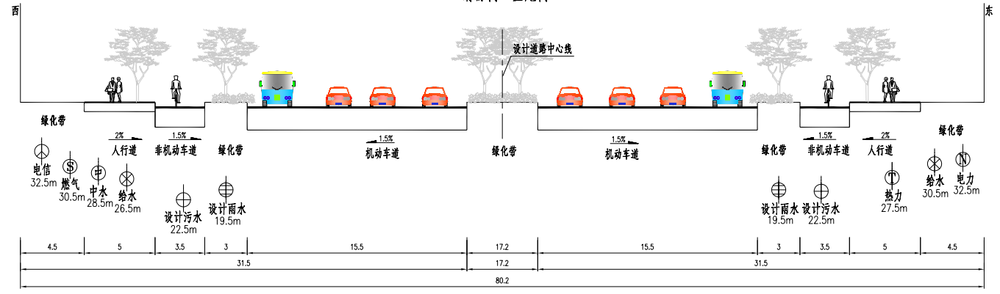 西
东
设计道路中心线
绿化带
2%
1.5%
1.5%
1.5%
1.5%
2%
绿化带
人行道
非机动车道
绿化带
机动车道
绿化带
机动车道
绿化带
非机动车道
人行道
电信
32.5m
燃气
30.5m
中
中水
28.5m
给水
26.5m
设计污水
22.5m
设计雨水
19.5m
设计雨水
19.5m
设计污水
22.5m
T
热力
27.5m
给水
30.5m
N
电力
32.5m
S
4.5
5
3.5
3
15.5
17.2
15.5
3
3.5
5
4.5
31.5
17.2
31.5
80.2